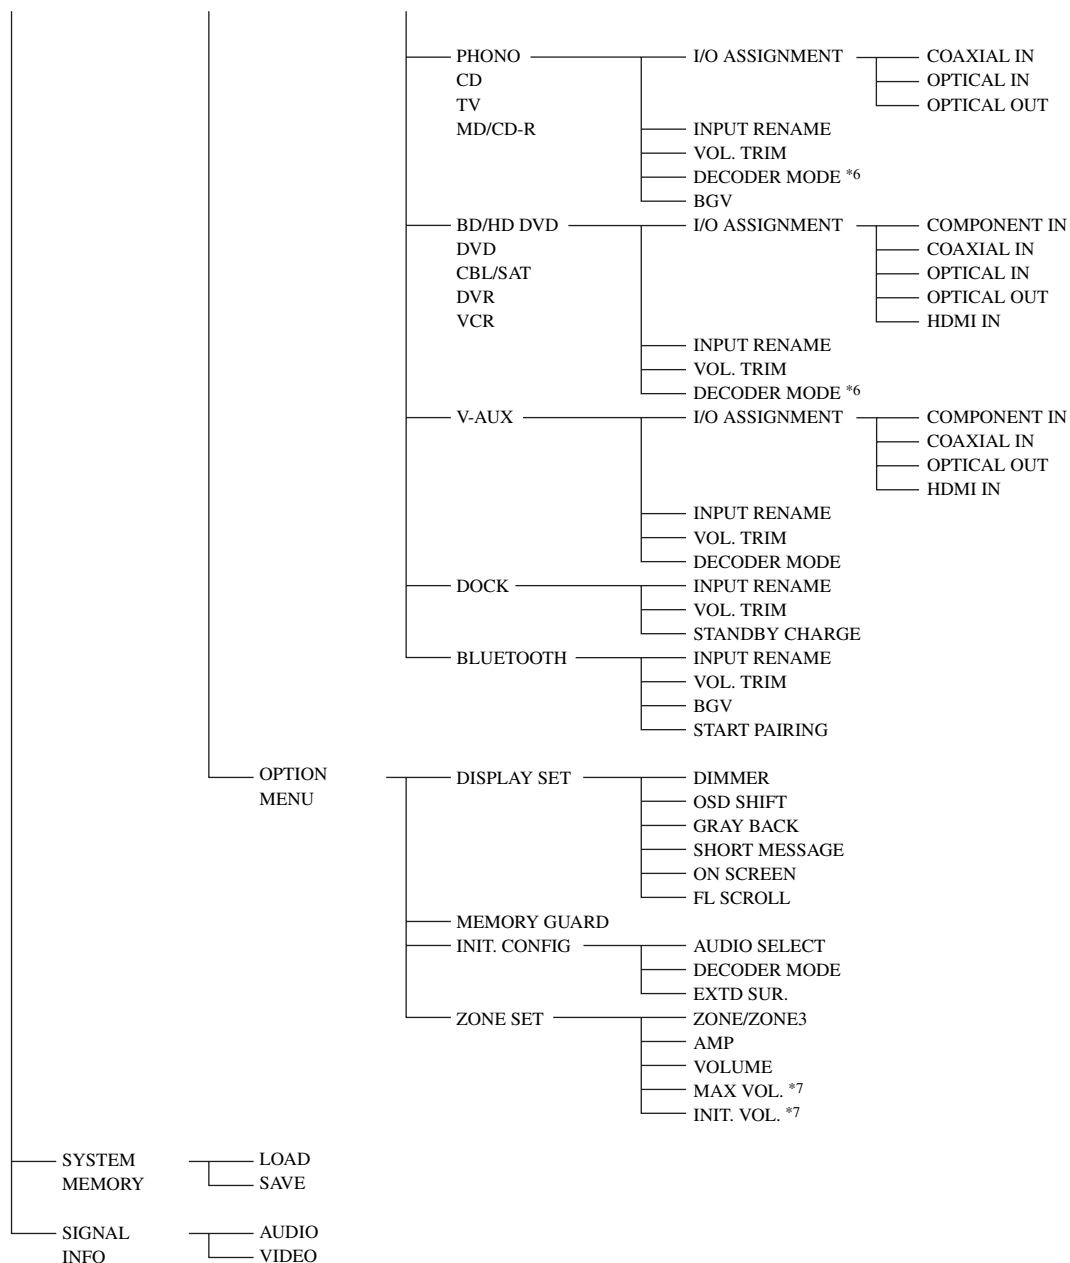 PHONO I/O ASSIGNMENT COAXIAL IN
CD OPTICAL IN
TV OPTICAL OUT
MD/CD-R INPUT RENAME
VOL. TRIM
DECODER MODE *6
BGV
BD/HD DVD I/O ASSIGNMENT COMPONENT IN
DVD COAXIAL IN
CBL/SAT OPTICAL IN
DVR OPTICAL OUT
VCR HDMI IN
INPUT RENAME
VOL. TRIM
DECODER MODE *6
V-AUX I/O ASSIGNMENT COMPONENT IN
COAXIAL IN
OPTICAL OUT
HDMI IN
INPUT RENAME
VOL. TRIM
DECODER MODE
DOCK INPUT RENAME
VOL. TRIM
STANDBY CHARGE
BLUETOOTH INPUT RENAME
VOL. TRIM
BGV
START PAIRING
OPTION DISPLAY SET DIMMER
MENU OSD SHIFT
GRAY BACK
SHORT MESSAGE
ON SCREEN
FL SCROLL
MEMORY GUARD
INIT. CONFIG AUDIO SELECT
DECODER MODE
EXTD SUR.
ZONE SET ZONE/ZONE3
AMP
VOLUME
MAX VOL. *7
INIT. VOL. *7
SYSTEM LOAD
MEMORY SAVE
SIGNAL AUDIO
INFO VIDEO